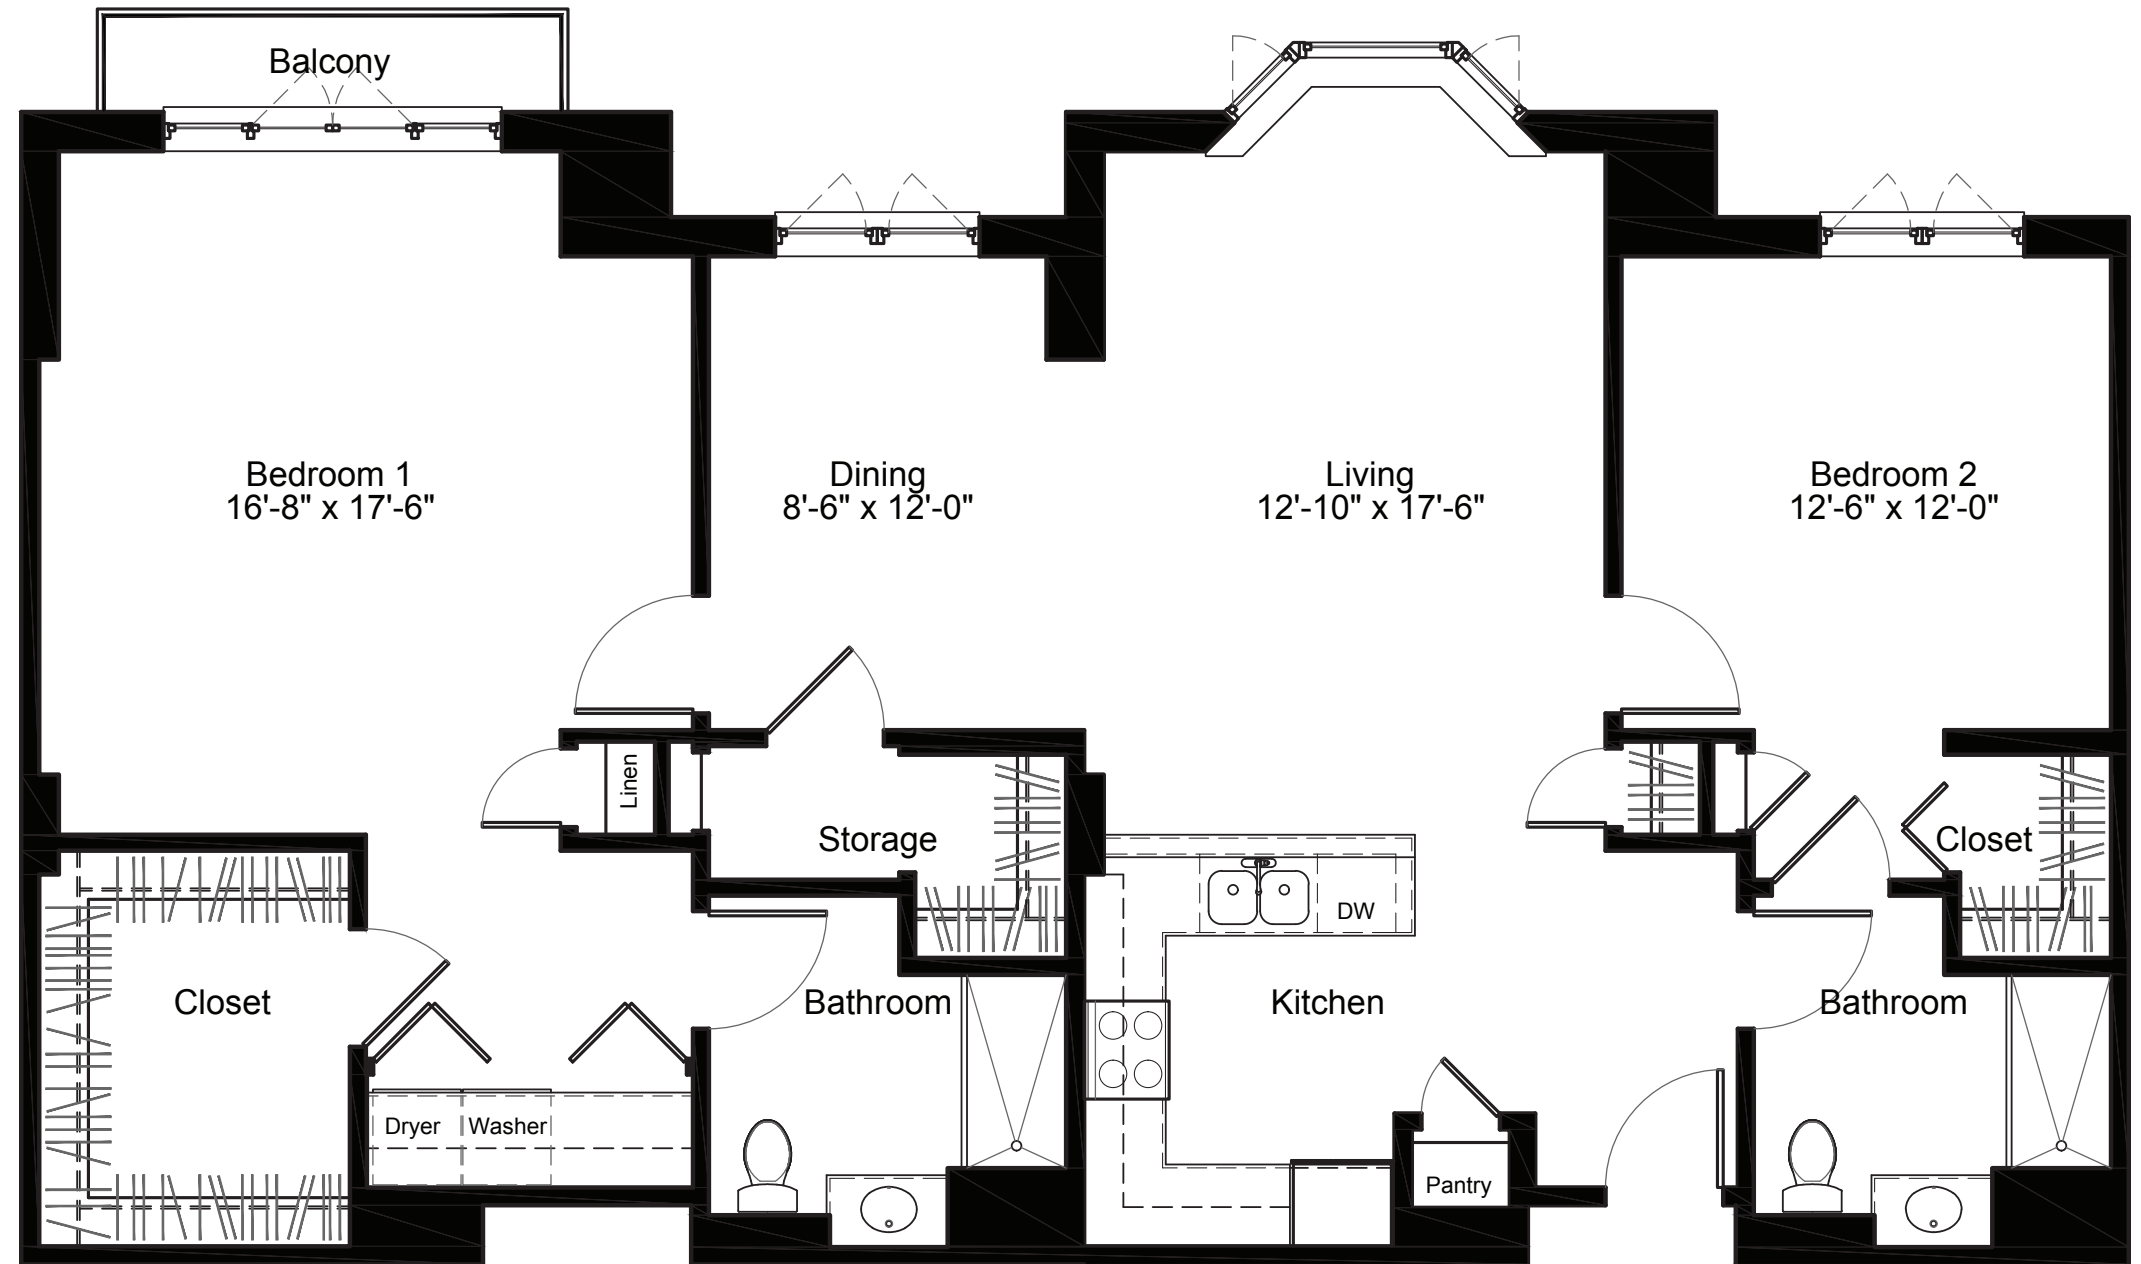 Balcony
Bedroom 1
16'-8" x 17'-6"
Dining
8'-6" x 12'-0"
Living
12'-10" x 17'-6"
Bedroom 2
12'-6" x 12'-0"
Linen
Storage
Closet
DW
Closet
Bathroom
Kitchen
Bathroom
Dryer
Washer
Pantry